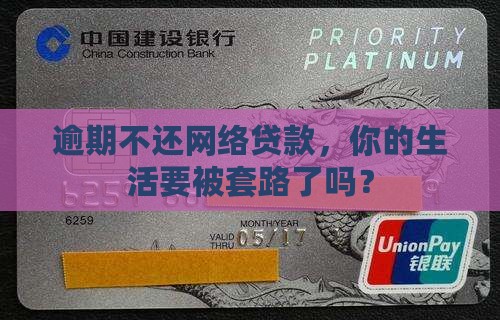 中国建设银行
China Construction Bank
PRIORITY
PLATINUM
逾期不还网络贷款，你的生
活要被套路了吗？
6259
MONTH/YEAR
VALID
THRU
05/17
UnionPay
银联